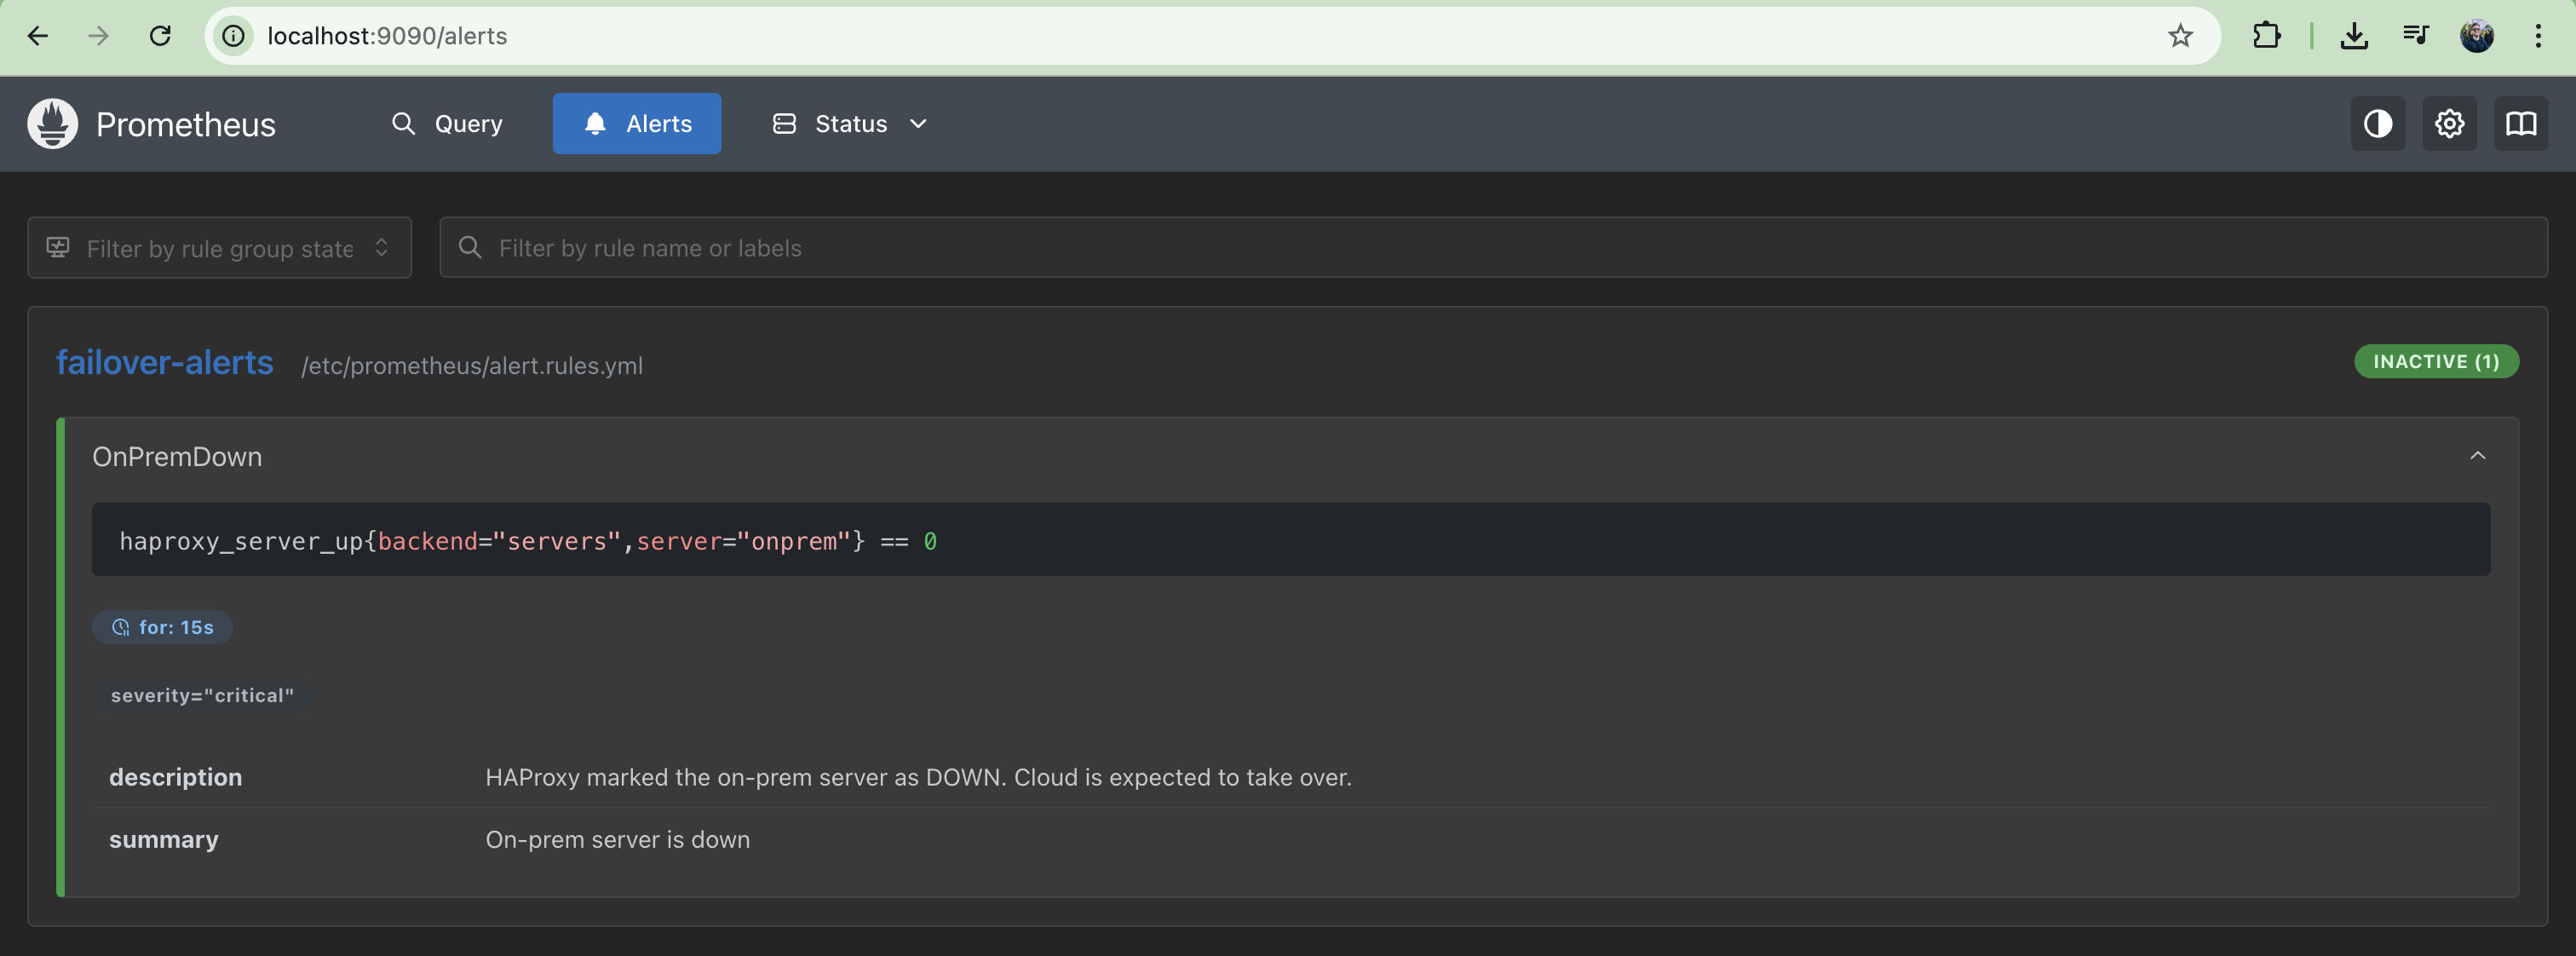 localhost:9090/alerts
Prometheus Query Alerts Status
Filter by rule group state Filter by rule name or labels
failover-alerts /etc/prometheus/alert.rules.yml INACTIVE (1)
OnPremDown
haproxy_server_up{backend="servers",server="onprem"} == 0
for: 15s
severity="critical"
description HAProxy marked the on-prem server as DOWN. Cloud is expected to take over.
summary On-prem server is down